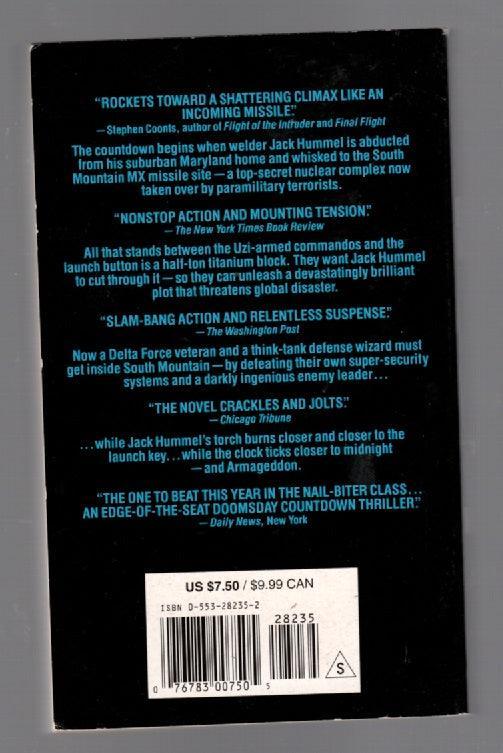 "ROCKETS TOWARD A SHATTERING CLIMAX LIKE AN
INCOMING MISSILE."
—Stephen Coonts, author of Flight of the Intruder and Final Flight
The countdown begins when welder Jack Hummel is abducted
from his suburban Maryland home and whisked to the South
Mountain MX missile site—a top-secret nuclear complex now
taken over by paramilitary terrorists.
"NONSTOP ACTION AND MOUNTING TENSION."
—The New York Times Book Review
All that stands between the Uzi-armed commandos and the
launch button is a half-ton titanium block. They want Jack Hummel
to cut through it—so they can unleash a devastatingly brilliant
plot that threatens global disaster.
"SLAM-BANG ACTION AND RELENTLESS SUSPENSE."
—The Washington Post
Now a Delta Force veteran and a think-tank defense wizard must
get inside South Mountain—by defeating their own super-security
systems and a darkly ingenious enemy leader...
"THE NOVEL CRACKLES AND JOLTS."
—Chicago Tribune
...while Jack Hummel's torch burns closer and closer to the
launch key...while the clock ticks closer to midnight
—and Armageddon.
"THE ONE TO BEAT THIS YEAR IN THE NAIL-BITER CLASS...
AN EDGE-OF-THE-SEAT DOOMSDAY COUNTDOWN THRILLER."
—Daily News, New York
US $7.50 / $9.99 CAN
ISBN 0-553-28235-2
28235
0 76783 00750 5
S